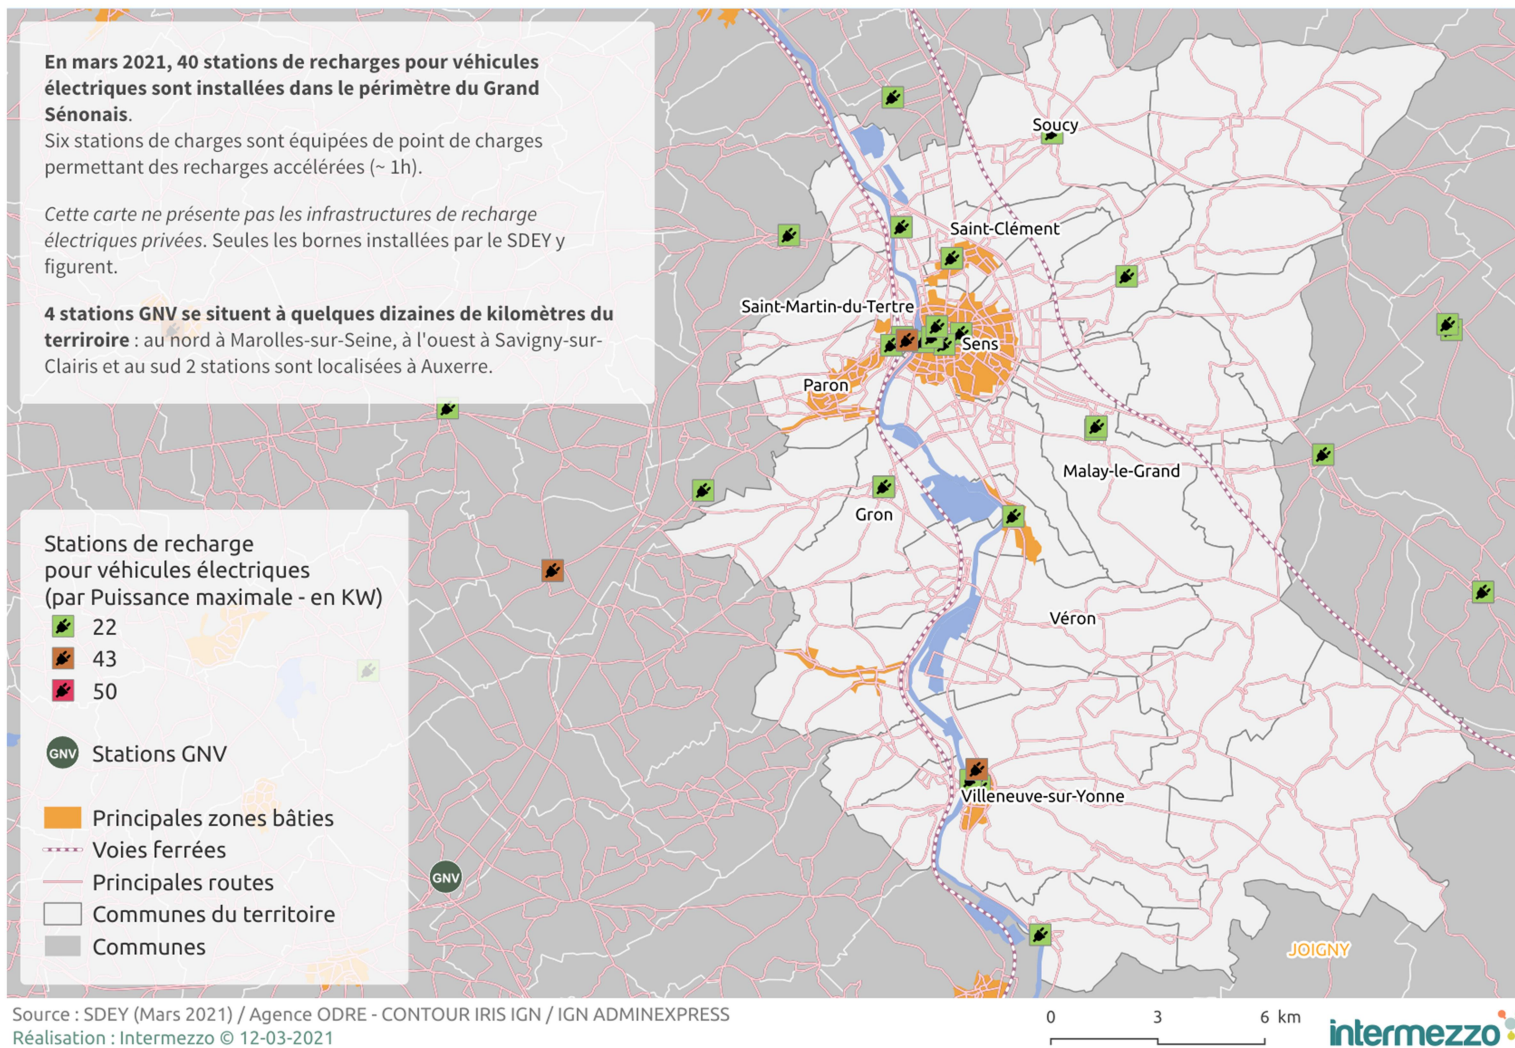 En mars 2021, 40 stations de recharges pour véhicules
électriques sont installées dans le périmètre du Grand
Sénonais.
Six stations de charges sont équipées de point de charges
permettant des recharges accélérées (~ 1h).
Cette carte ne présente pas les infrastructures de recharge
électriques privées. Seules les bornes installées par le SDEY y
figurent.
4 stations GNV se situent à quelques dizaines de kilomètres du
terriroire : au nord à Marolles-sur-Seine, à l'ouest à Savigny-sur-
Clairis et au sud 2 stations sont localisées à Auxerre.
Soucy
Saint-Clément
Saint-Martin-du-Tertre
Sens
Paron
Malay-le-Grand
Gron
Véron
Villeneuve-sur-Yonne
JOIGNY
GNV
Stations de recharge
pour véhicules électriques
(par Puissance maximale - en KW)
22
43
50
GNV Stations GNV
Principales zones bâties
Voies ferrées
Principales routes
Communes du territoire
Communes
Source : SDEY (Mars 2021) / Agence ODRE - CONTOUR IRIS IGN / IGN ADMINEXPRESS
Réalisation : Intermezzo © 12-03-2021
0 3 6 km
intermezzo